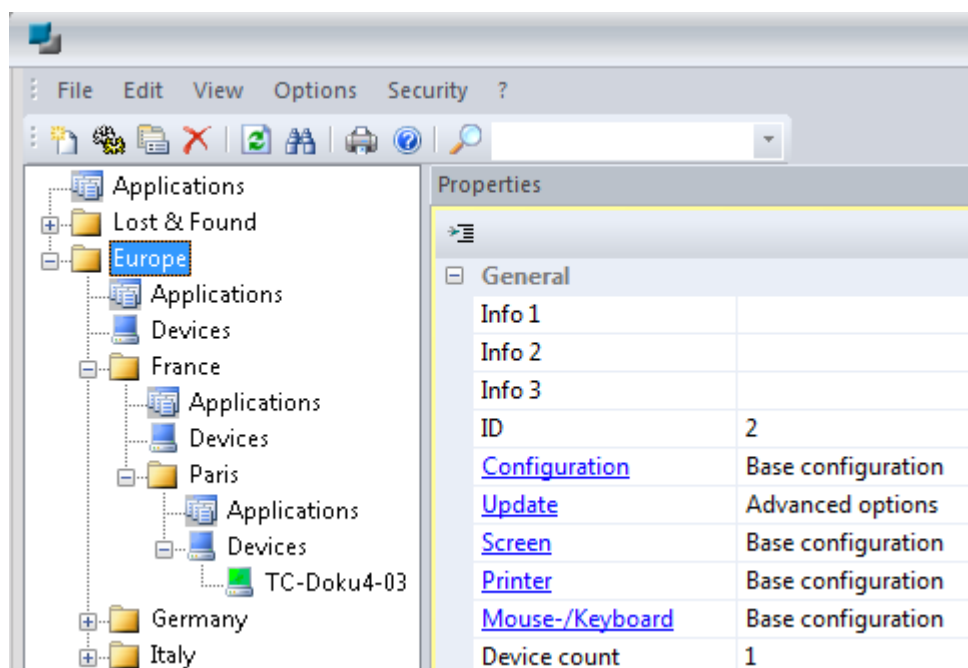 File Edit View Options Security ?
Applications
Lost & Found
Europe
Applications
Devices
France
Applications
Devices
Paris
Applications
Devices
TC-Doku4-03
Germany
Italy
Properties
General
Info 1
Info 2
Info 3
ID 2
Configuration Base configuration
Update Advanced options
Screen Base configuration
Printer Base configuration
Mouse-/Keyboard Base configuration
Device count 1